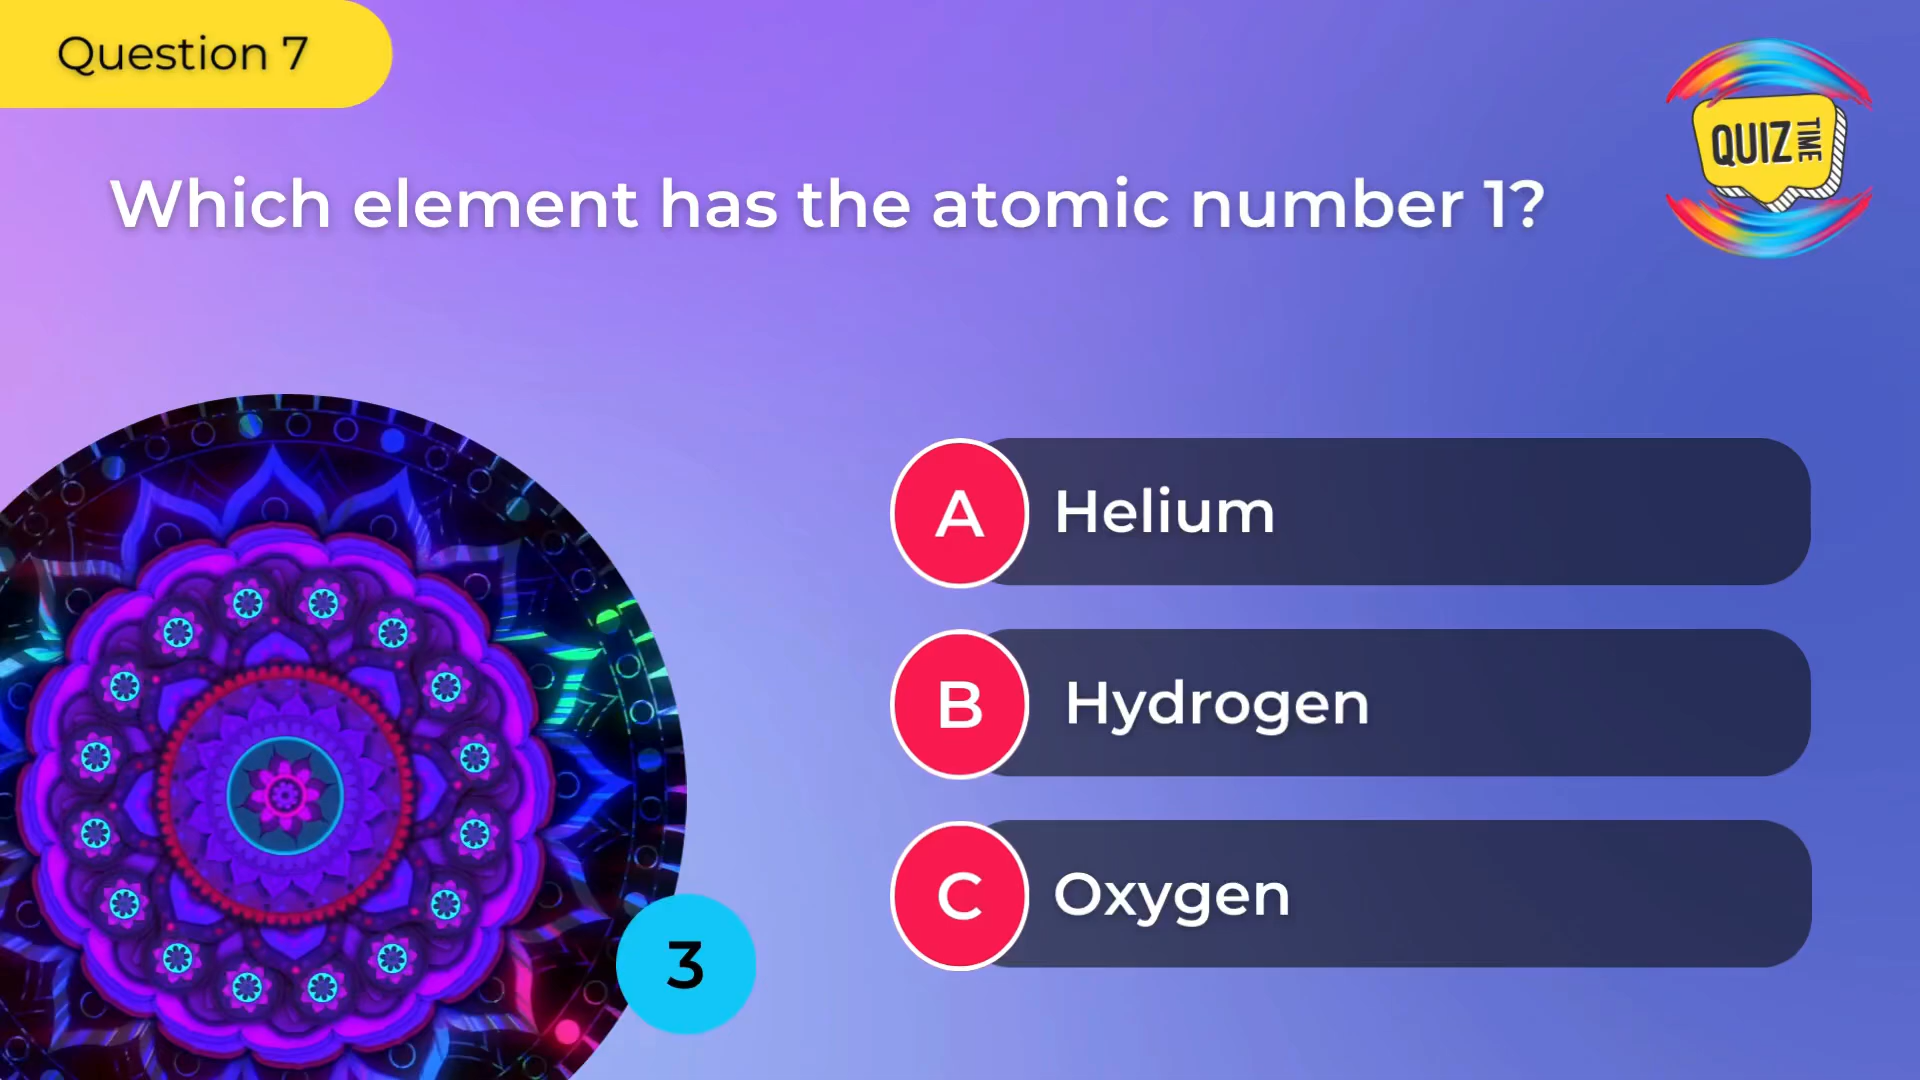 Question 7
QUIZ TIME
Which element has the atomic number 1?
A Helium
B Hydrogen
C Oxygen
3